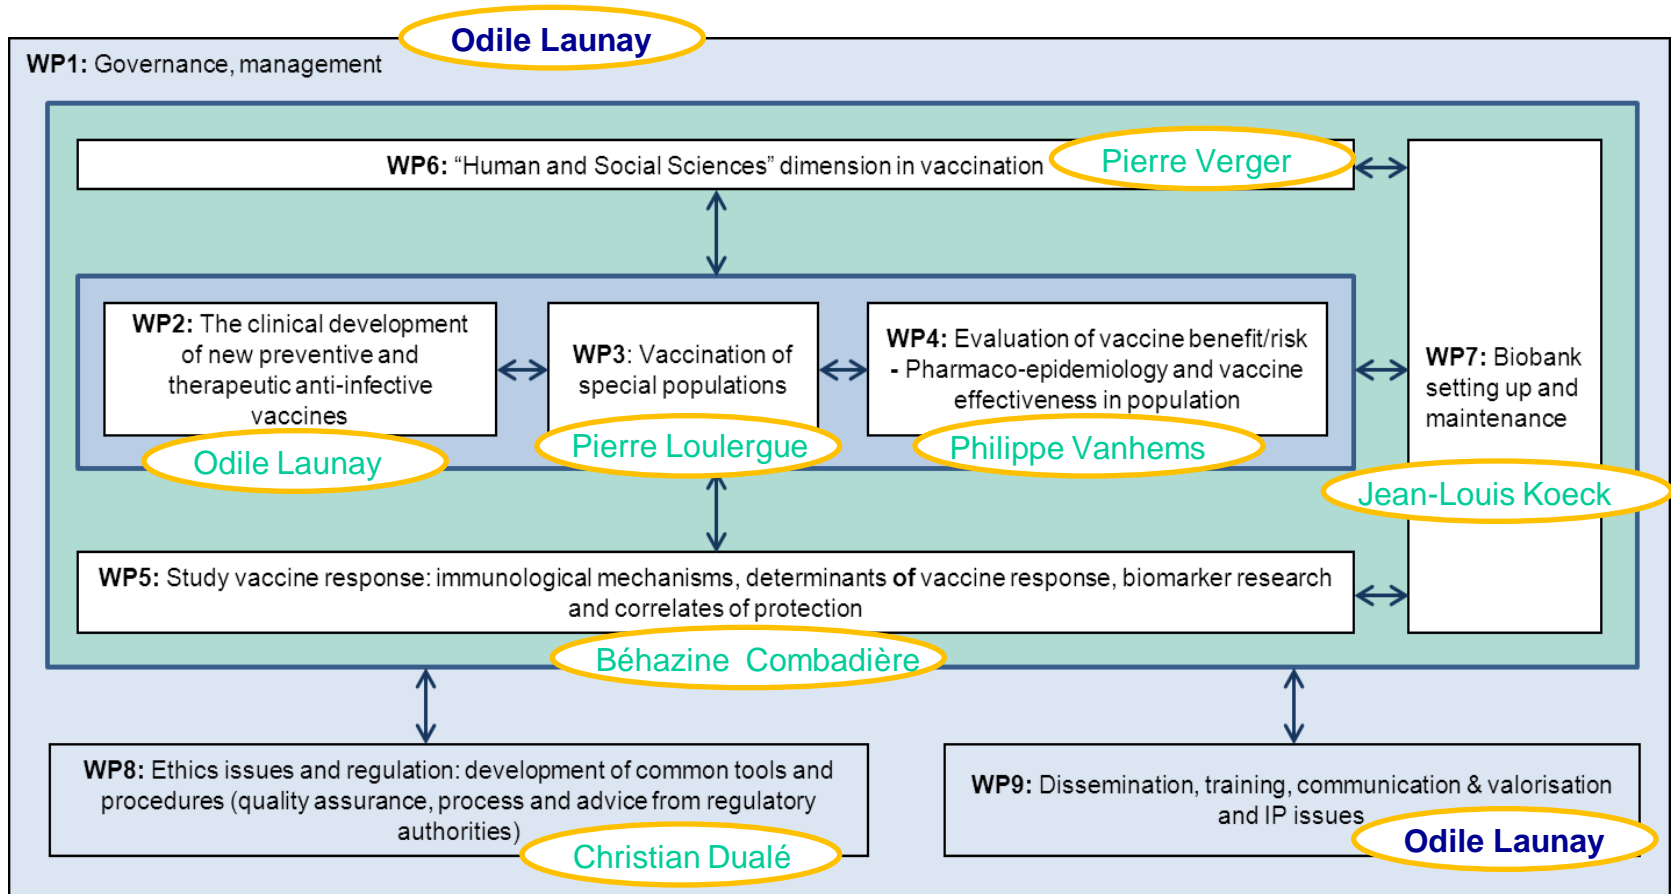 Odile Launay
WP1: Governance, management
WP6: “Human and Social Sciences” dimension in vaccination
Pierre Verger
WP2: The clinical development
of new preventive and
therapeutic anti-infective
vaccines
Odile Launay
WP3: Vaccination of
special populations
Pierre Loulergue
WP4: Evaluation of vaccine benefit/risk
- Pharmaco-epidemiology and vaccine
effectiveness in population
Philippe Vanhems
WP7: Biobank
setting up and
maintenance
Jean-Louis Koeck
WP5: Study vaccine response: immunological mechanisms, determinants of vaccine response, biomarker research
and correlates of protection
Béhazine Combadière
WP8: Ethics issues and regulation: development of common tools and
procedures (quality assurance, process and advice from regulatory
authorities)
Christian Dualé
WP9: Dissemination, training, communication & valorisation
and IP issues
Odile Launay